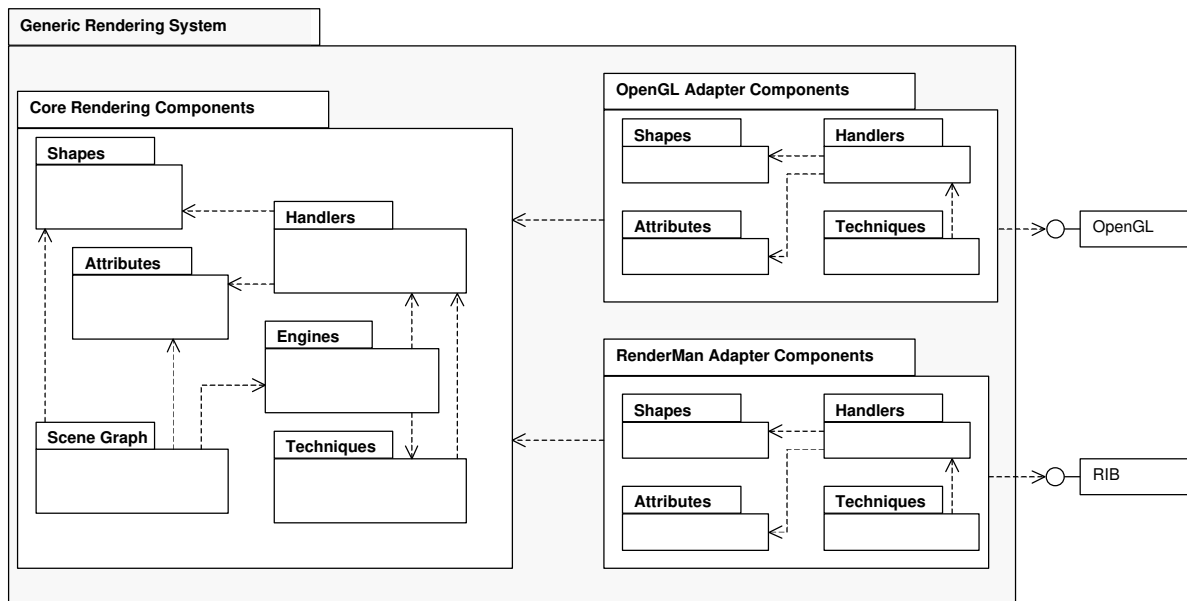 Generic Rendering System
Core Rendering Components
Shapes
Handlers
Attributes
Engines
Scene Graph
Techniques
OpenGL Adapter Components
Shapes
Handlers
Attributes
Techniques
OpenGL
RenderMan Adapter Components
Shapes
Handlers
Attributes
Techniques
RIB